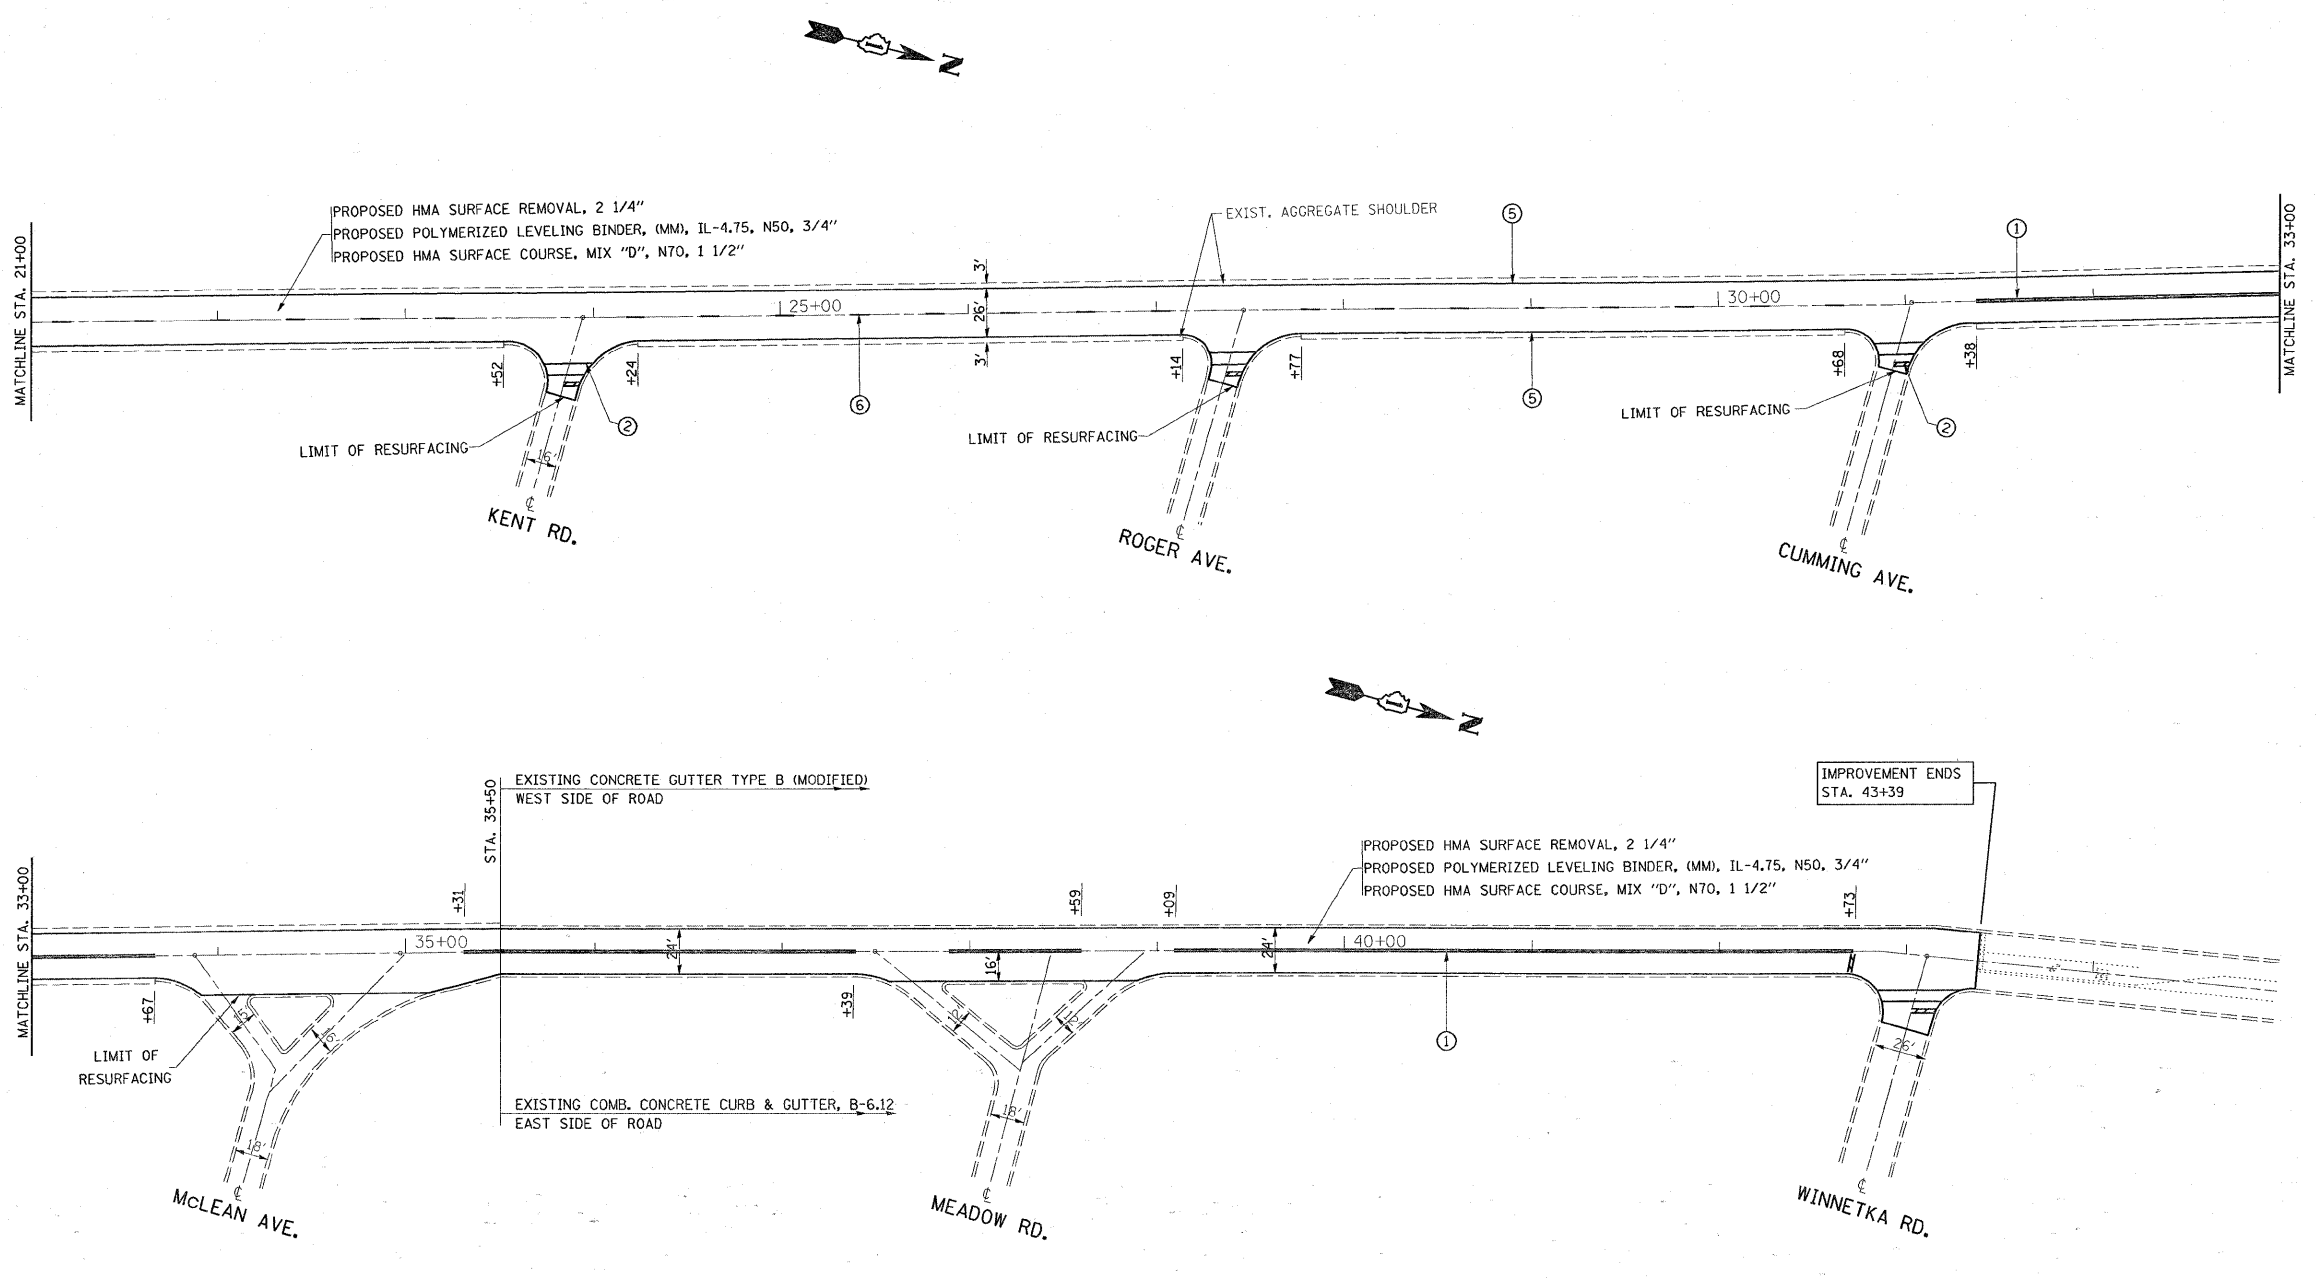 N
PROPOSED HMA SURFACE REMOVAL, 2 1/4"
PROPOSED POLYMERIZED LEVELING BINDER, (MM), IL-4.75, N50, 3/4"
PROPOSED HMA SURFACE COURSE, MIX "D", N70, 1 1/2"
EXIST. AGGREGATE SHOULDER
5
1
MATCHLINE STA. 21+00
MATCHLINE STA. 33+00
3'
26'
3'
25+00
30+00
+52
+24
+14
+77
+68
+38
6
5
2
2
LIMIT OF RESURFACING
LIMIT OF RESURFACING
LIMIT OF RESURFACING
16'
℄
KENT RD.
℄
ROGER AVE.
℄
CUMMING AVE.
N
EXISTING CONCRETE GUTTER TYPE B (MODIFIED)
WEST SIDE OF ROAD
STA. 35+50
IMPROVEMENT ENDS
STA. 43+39
PROPOSED HMA SURFACE REMOVAL, 2 1/4"
PROPOSED POLYMERIZED LEVELING BINDER, (MM), IL-4.75, N50, 3/4"
PROPOSED HMA SURFACE COURSE, MIX "D", N70, 1 1/2"
MATCHLINE STA. 33+00
+31
+59
+09
+73
35+00
24'
16'
24'
40+00
+67
+39
15'
16'
12'
12'
1
26'
LIMIT OF
RESURFACING
EXISTING COMB. CONCRETE CURB & GUTTER, B-6.12
EAST SIDE OF ROAD
18'
18'
℄
McLEAN AVE.
℄
MEADOW RD.
℄
WINNETKA RD.